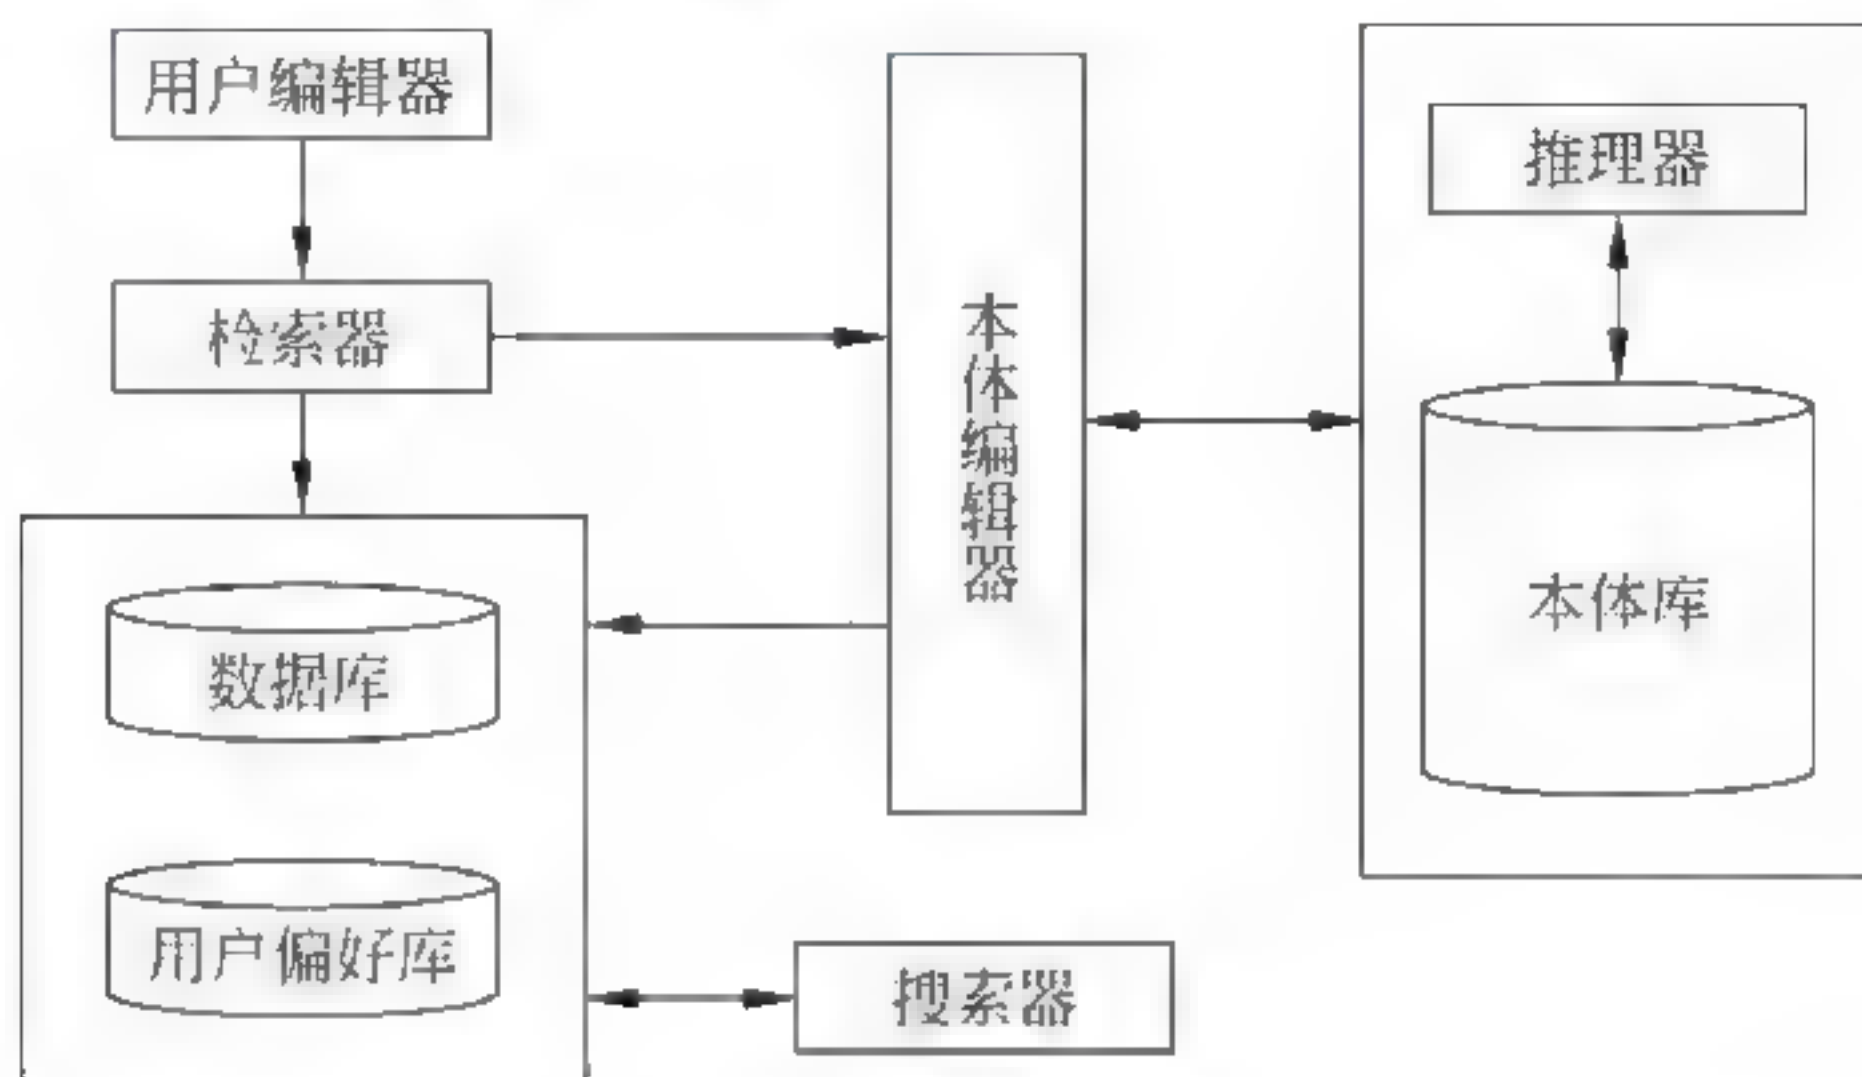 用户编辑器
检索器
数据库
用户偏好库
本体编辑器
搜索器
推理器
本体库